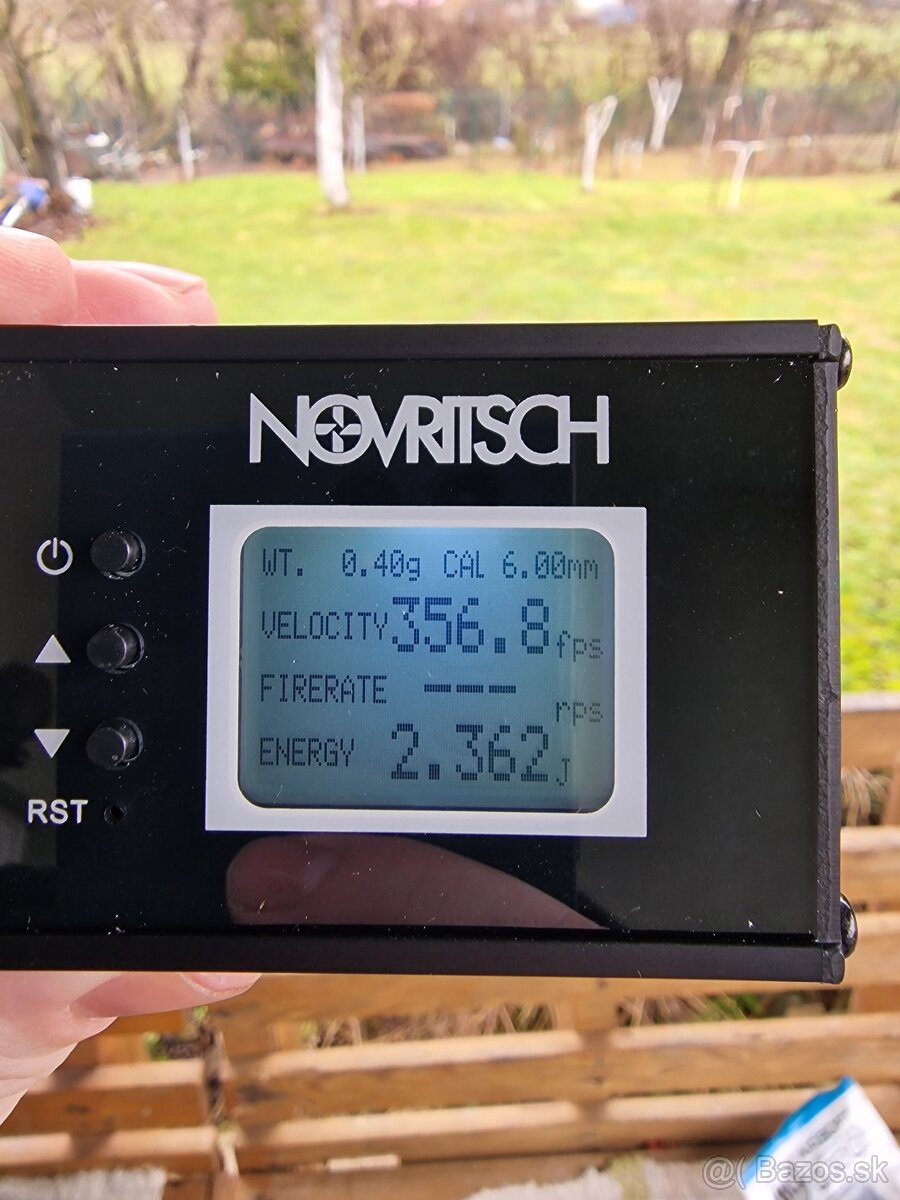 NOVRITSCH
WT. 0.40g CAL 6.00mm
VELOCITY 356.8 fps
FIRERATE --- rps
ENERGY 2.362 J
RST
@( Bazos.sk